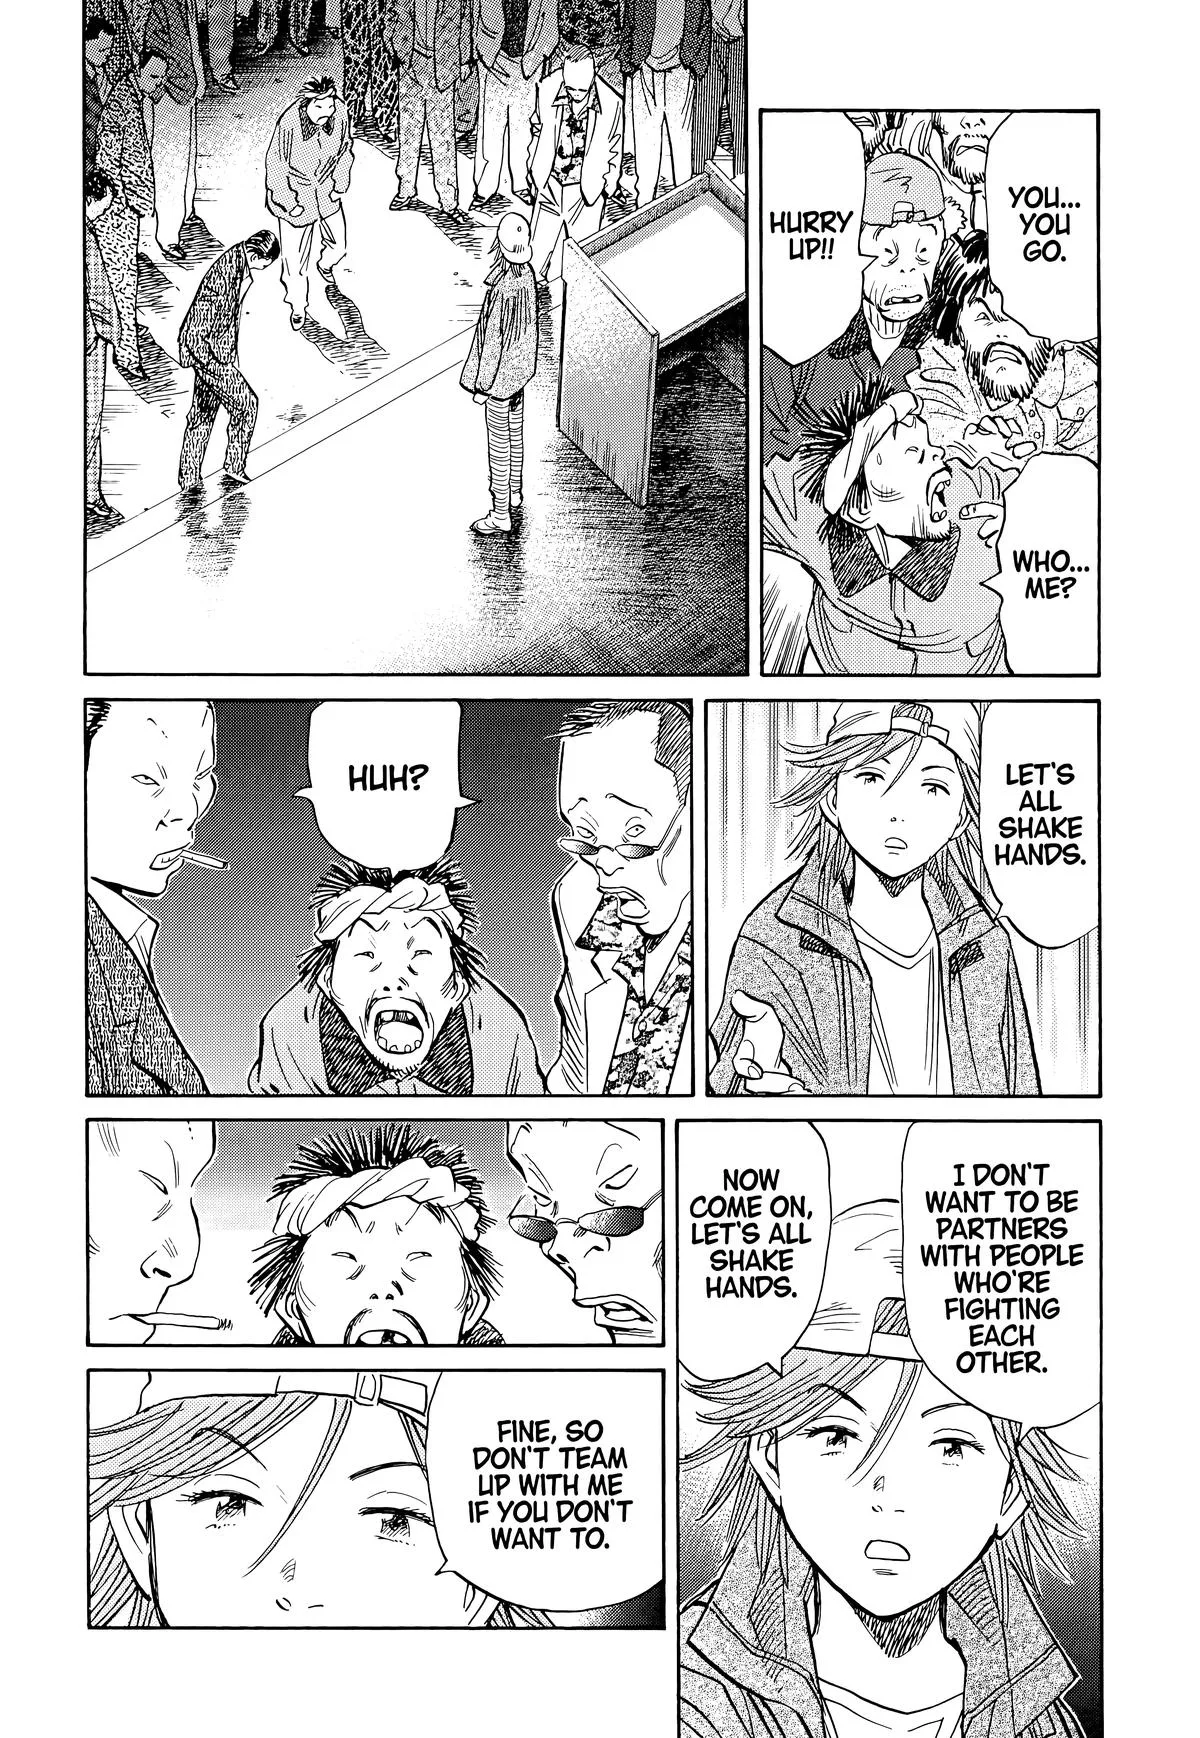 YOU...
YOU
GO.
HURRY
UP!!
WHO...
ME?
LET'S
ALL
SHAKE
HANDS.
HUH?
I DON'T
WANT TO BE
PARTNERS
WITH PEOPLE
WHO'RE
FIGHTING
EACH
OTHER.
NOW
COME ON,
LET'S ALL
SHAKE
HANDS.
FINE, SO
DON'T TEAM
UP WITH ME
IF YOU DON'T
WANT TO.